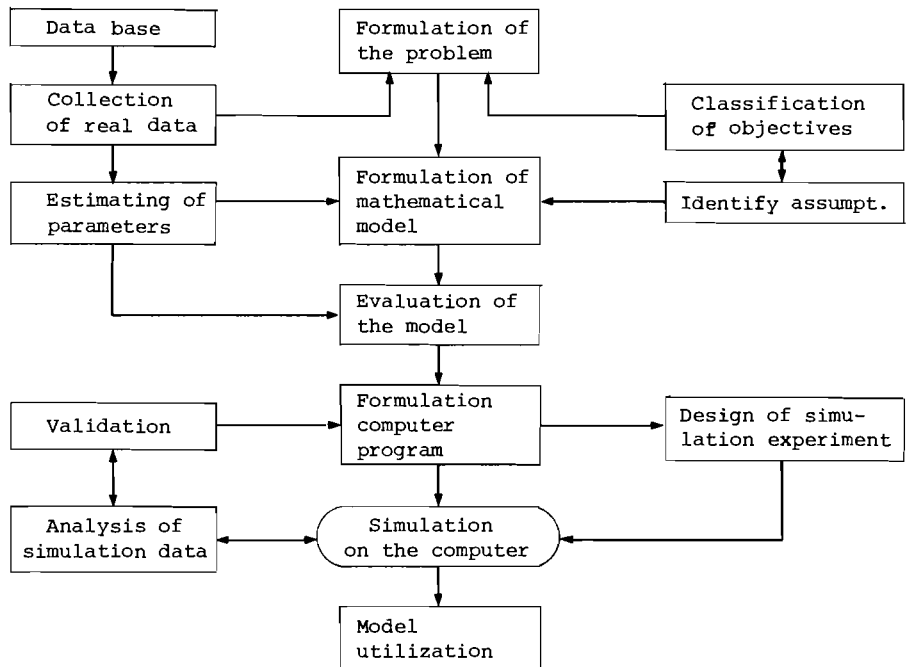 Data base
Formulation of
the problem
Collection
of real data
Classification
of objectives
Estimating of
parameters
Formulation of
mathematical
model
Identify assumpt.
Evaluation of
the model
Validation
Formulation
computer
program
Design of simu-
lation experiment
Analysis of
simulation data
Simulation
on the computer
Model
utilization